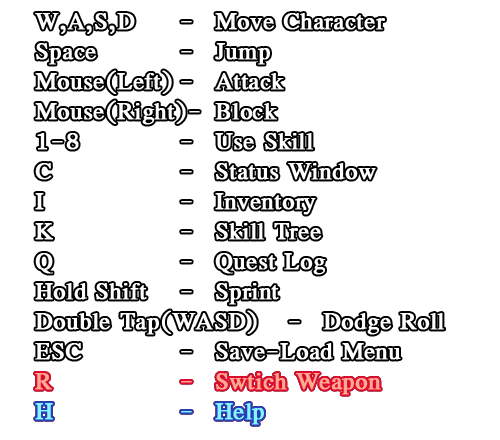 W,A,S,D - Move Character
Space - Jump
Mouse(Left) - Attack
Mouse(Right) - Block
1-8 - Use Skill
C - Status Window
I - Inventory
K - Skill Tree
Q - Quest Log
Hold Shift - Sprint
Double Tap(WASD) - Dodge Roll
ESC - Save-Load Menu
R - Swtich Weapon
H - Help